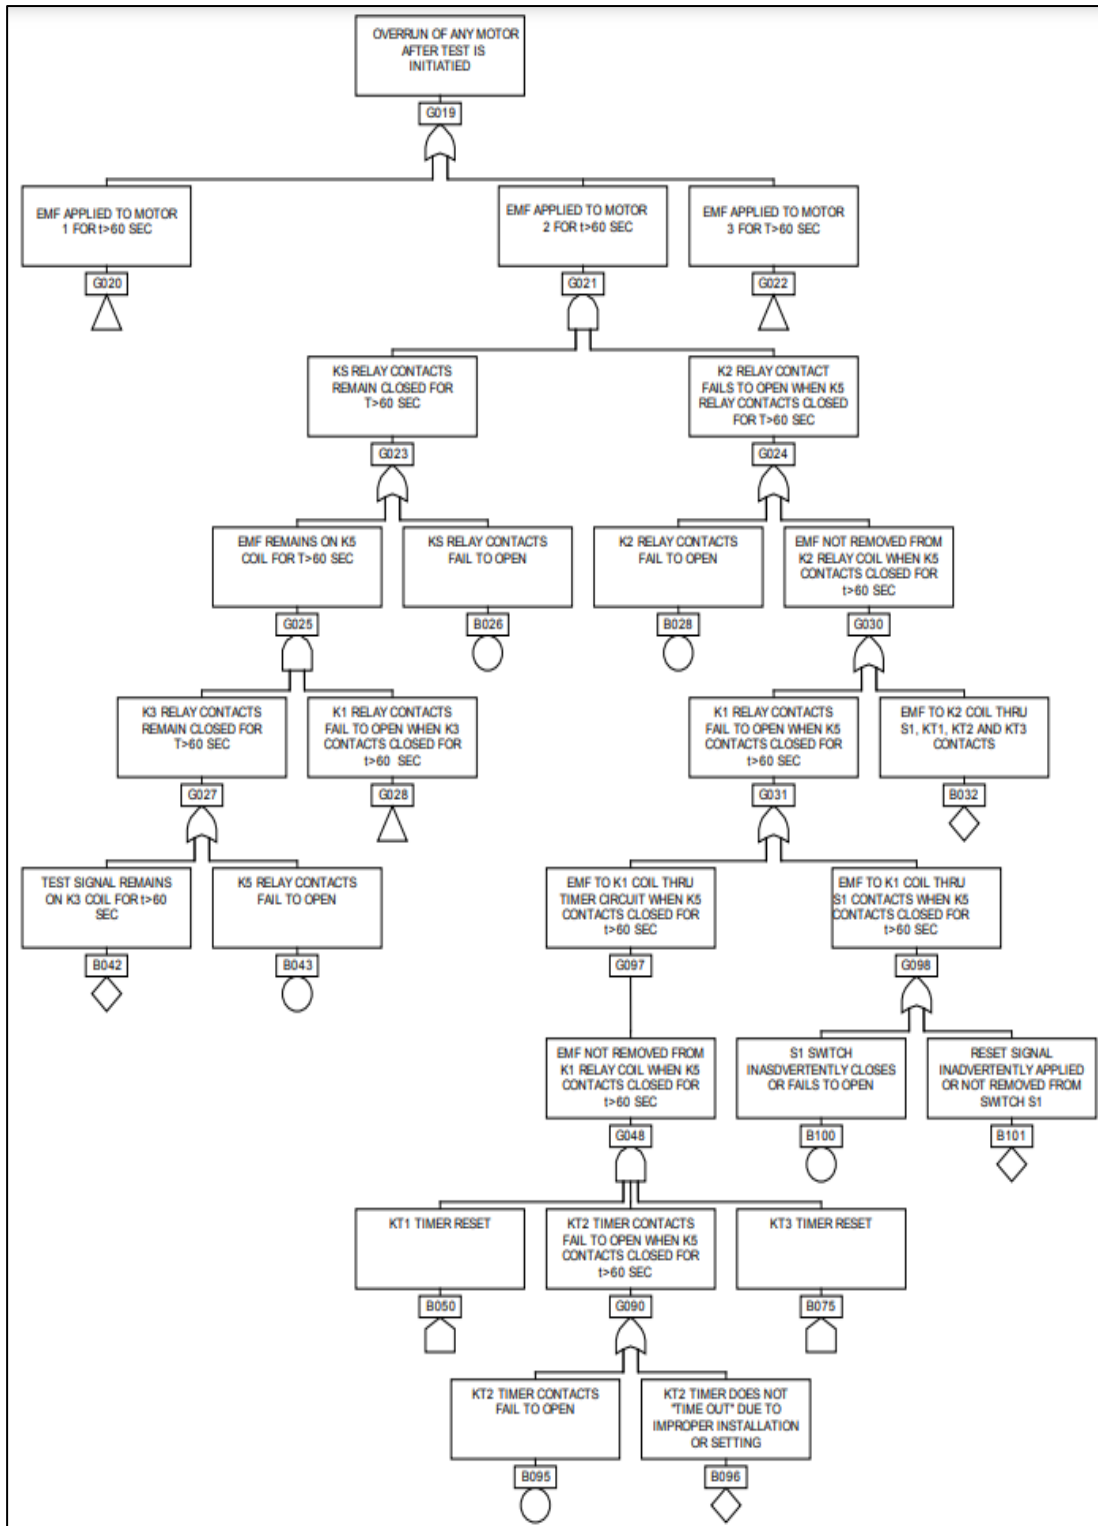 OVERRUN OF ANY MOTOR
AFTER TEST IS
INITIATIED
G019
EMF APPLIED TO MOTOR
1 FOR t>60 SEC
G020
EMF APPLIED TO MOTOR
2 FOR t>60 SEC
G021
EMF APPLIED TO MOTOR
3 FOR T>60 SEC
G022
KS RELAY CONTACTS
REMAIN CLOSED FOR
T>60 SEC
G023
K2 RELAY CONTACT
FAILS TO OPEN WHEN K5
RELAY CONTACTS CLOSED
FOR T>60 SEC
G024
EMF REMAINS ON K5
COIL FOR T>60 SEC
G025
KS RELAY CONTACTS
FAIL TO OPEN
B026
K2 RELAY CONTACTS
FAIL TO OPEN
B028
EMF NOT REMOVED FROM
K2 RELAY COIL WHEN K5
CONTACTS CLOSED FOR
t>60 SEC
G030
K3 RELAY CONTACTS
REMAIN CLOSED FOR
T>60 SEC
G027
K1 RELAY CONTACTS
FAIL TO OPEN WHEN K3
CONTACTS CLOSED FOR
t>60 SEC
G028
K1 RELAY CONTACTS
FAIL TO OPEN WHEN K5
CONTACTS CLOSED FOR
t>60 SEC
G031
EMF TO K2 COIL THRU
S1, KT1, KT2 AND KT3
CONTACTS
B032
TEST SIGNAL REMAINS
ON K3 COIL FOR t>60
SEC
B042
K5 RELAY CONTACTS
FAIL TO OPEN
B043
EMF TO K1 COIL THRU
TIMER CIRCUIT WHEN K5
CONTACTS CLOSED FOR
t>60 SEC
G097
EMF TO K1 COIL THRU
S1 CONTACTS WHEN K5
CONTACTS CLOSED FOR
t>60 SEC
G098
EMF NOT REMOVED FROM
K1 RELAY COIL WHEN K5
CONTACTS CLOSED FOR
t>60 SEC
G048
S1 SWITCH
INASDVERTENTLY CLOSES
OR FAILS TO OPEN
B100
RESET SIGNAL
INADVERTENTLY APPLIED
OR NOT REMOVED FROM
SWITCH S1
B101
KT1 TIMER RESET
B050
KT2 TIMER CONTACTS
FAIL TO OPEN WHEN K5
CONTACTS CLOSED FOR
t>60 SEC
G090
KT3 TIMER RESET
B075
KT2 TIMER CONTACTS
FAIL TO OPEN
B095
KT2 TIMER DOES NOT
"TIME OUT" DUE TO
IMPROPER INSTALLATION
OR SETTING
B096